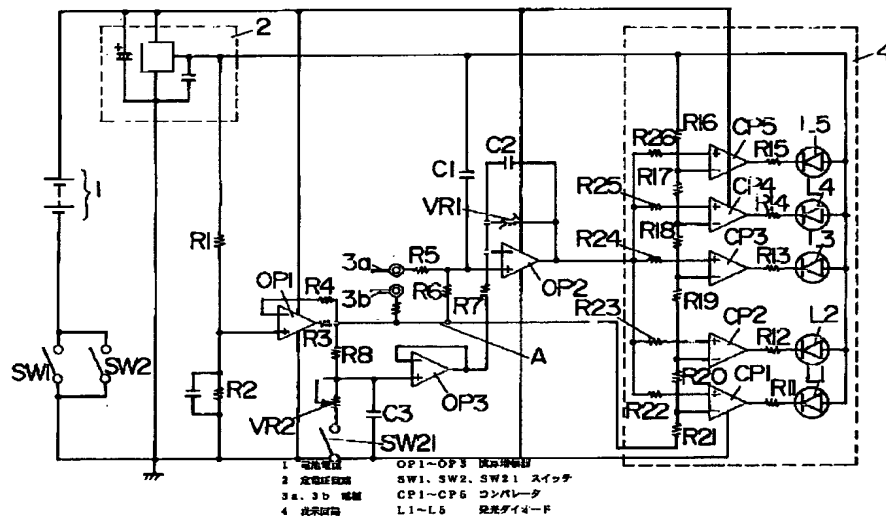 2
4
R16
CP5
L5
R26
R15
C2
C1
R17
CP4
L4
1
R25
R14
VR1
R18
CP3
L3
R1
3a
R5
R24
R13
OP1
R4
OP2
3b
R6
R7
R19
R3
R23
CP2
L2
R12
R8
A
SW1
SW2
R2
OP3
R20
CP1
L1
VR2
C3
R22
R11
SW21
R21
1 電池電源 OP1~OP3 演算増幅器
2 定電圧回路 SW1、SW2、SW21 スイッチ
3a、3b 電極 CP1~CP5 コンパレータ
4 表示回路 L1~L5 発光ダイオード